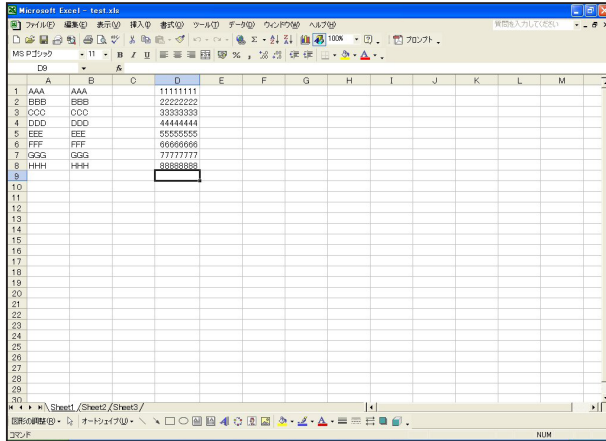 Microsoft Excel - test.xls
ファイル(F) 編集(E) 表示(V) 挿入(I) 書式(O) ツール(T) データ(D) ウィンドウ(W) ヘルプ(H) 質問を入力してください
100% プロンプト
MS Pゴシック 11 B I U % ,
D9 fx
A B C D E F G H I J K L M
1 AAA AAA 11111111
2 BBB BBB 22222222
3 CCC CCC 33333333
4 DDD DDD 44444444
5 EEE EEE 55555555
6 FFF FFF 66666666
7 GGG GGG 77777777
8 HHH HHH 88888888
9
10
11
12
13
14
15
16
17
18
19
20
21
22
23
24
25
26
27
28
29
30
Sheet1 Sheet2 Sheet3
図形の調整(R) オートシェイプ(U)
コマンド NUM